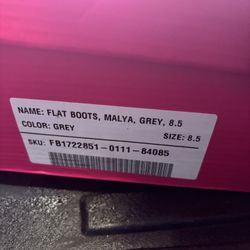 NAME: FLAT BOOTS, MALYA, GREY, 8.5
COLOR: GREY SIZE: 8.5
SKU: FB1722851-0111-84085